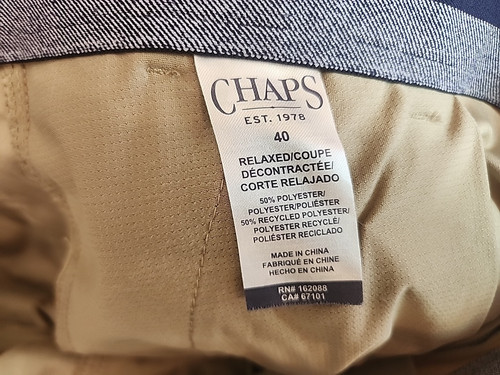 CHAPS
EST. 1978
40
RELAXED/COUPE
DÉCONTRACTÉE/
CORTE RELAJADO
50% POLYESTER/
POLYESTER/POLIÉSTER
50% RECYCLED POLYESTER/
POLYESTER RECYCLÉ/
POLIÉSTER RECICLADO
MADE IN CHINA
FABRIQUÉ EN CHINE
HECHO EN CHINA
RN# 162088
CA# 67101